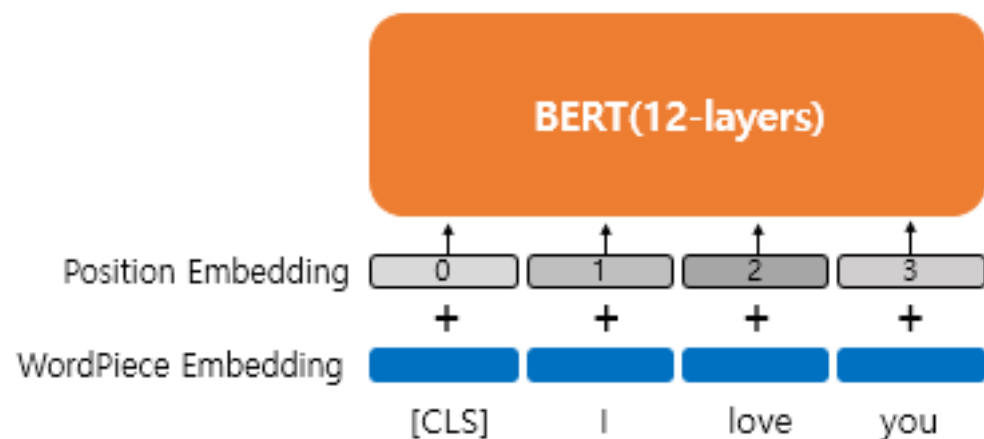 BERT(12-layers)
Position Embedding 0 1 2 3
+ + + +
WordPiece Embedding
[CLS] I love you